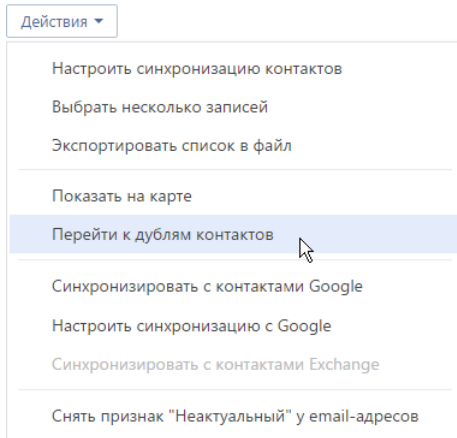 Действия
Настроить синхронизацию контактов
Выбрать несколько записей
Экспортировать список в файл
Показать на карте
Перейти к дублям контактов
Синхронизировать с контактами Google
Настроить синхронизацию с Google
Синхронизировать с контактами Exchange
Снять признак "Неактуальный" у email-адресов